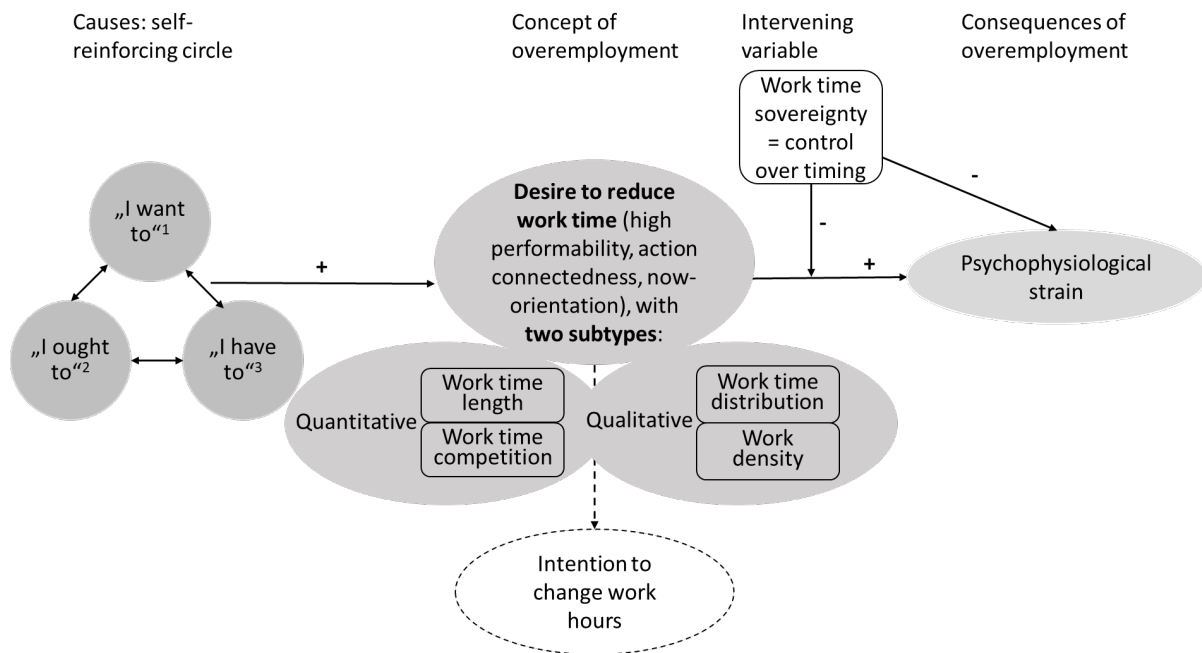 Causes: self-
reinforcing circle
Concept of
overemployment
Intervening
variable
Consequences of
overemployment
Work time
sovereignty
= control
over timing
„I want
to“¹
„I ought
to“²
„I have
to“³
+
Desire to reduce
work time (high
performability, action
connectedness, now-
orientation), with
two subtypes:
-
-
+
Psychophysiological
strain
Quantitative
Work time
length
Work time
competition
Qualitative
Work time
distribution
Work
density
Intention to
change work
hours